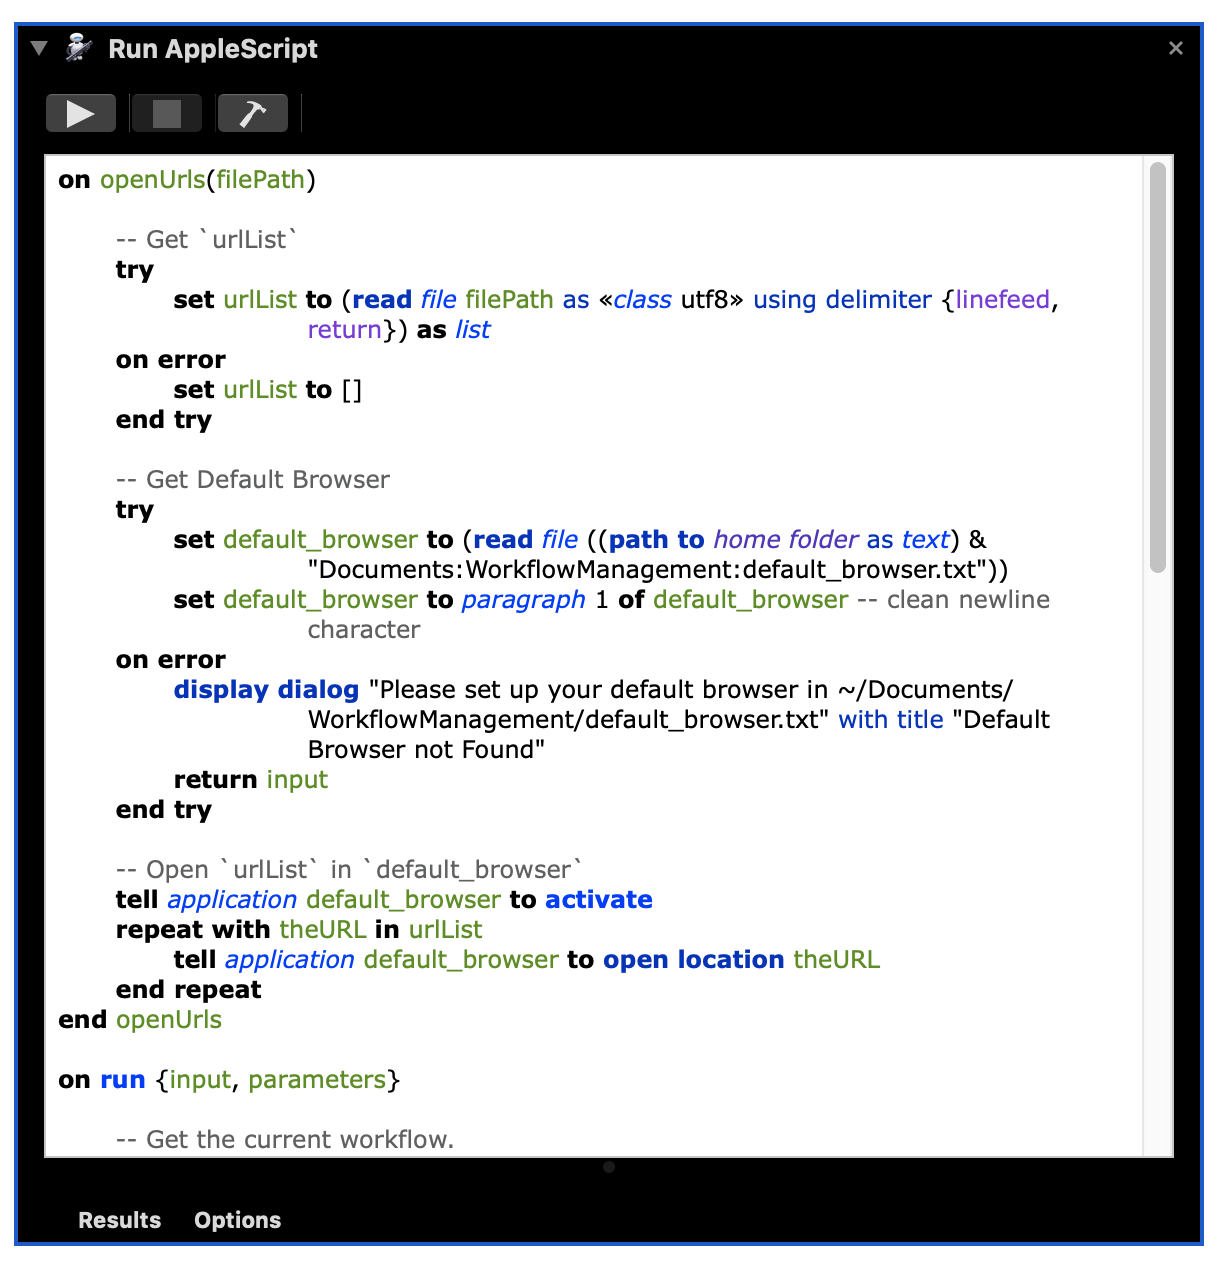 Run AppleScript
on openUrls(filePath)
-- Get `urlList`
try
set urlList to (read file filePath as «class utf8» using delimiter {linefeed,
return}) as list
on error
set urlList to []
end try
-- Get Default Browser
try
set default_browser to (read file ((path to home folder as text) &
"Documents:WorkflowManagement:default_browser.txt"))
set default_browser to paragraph 1 of default_browser -- clean newline
character
on error
display dialog "Please set up your default browser in ~/Documents/
WorkflowManagement/default_browser.txt" with title "Default
Browser not Found"
return input
end try
-- Open `urlList` in `default_browser`
tell application default_browser to activate
repeat with theURL in urlList
tell application default_browser to open location theURL
end repeat
end openUrls
on run {input, parameters}
-- Get the current workflow.
Results Options